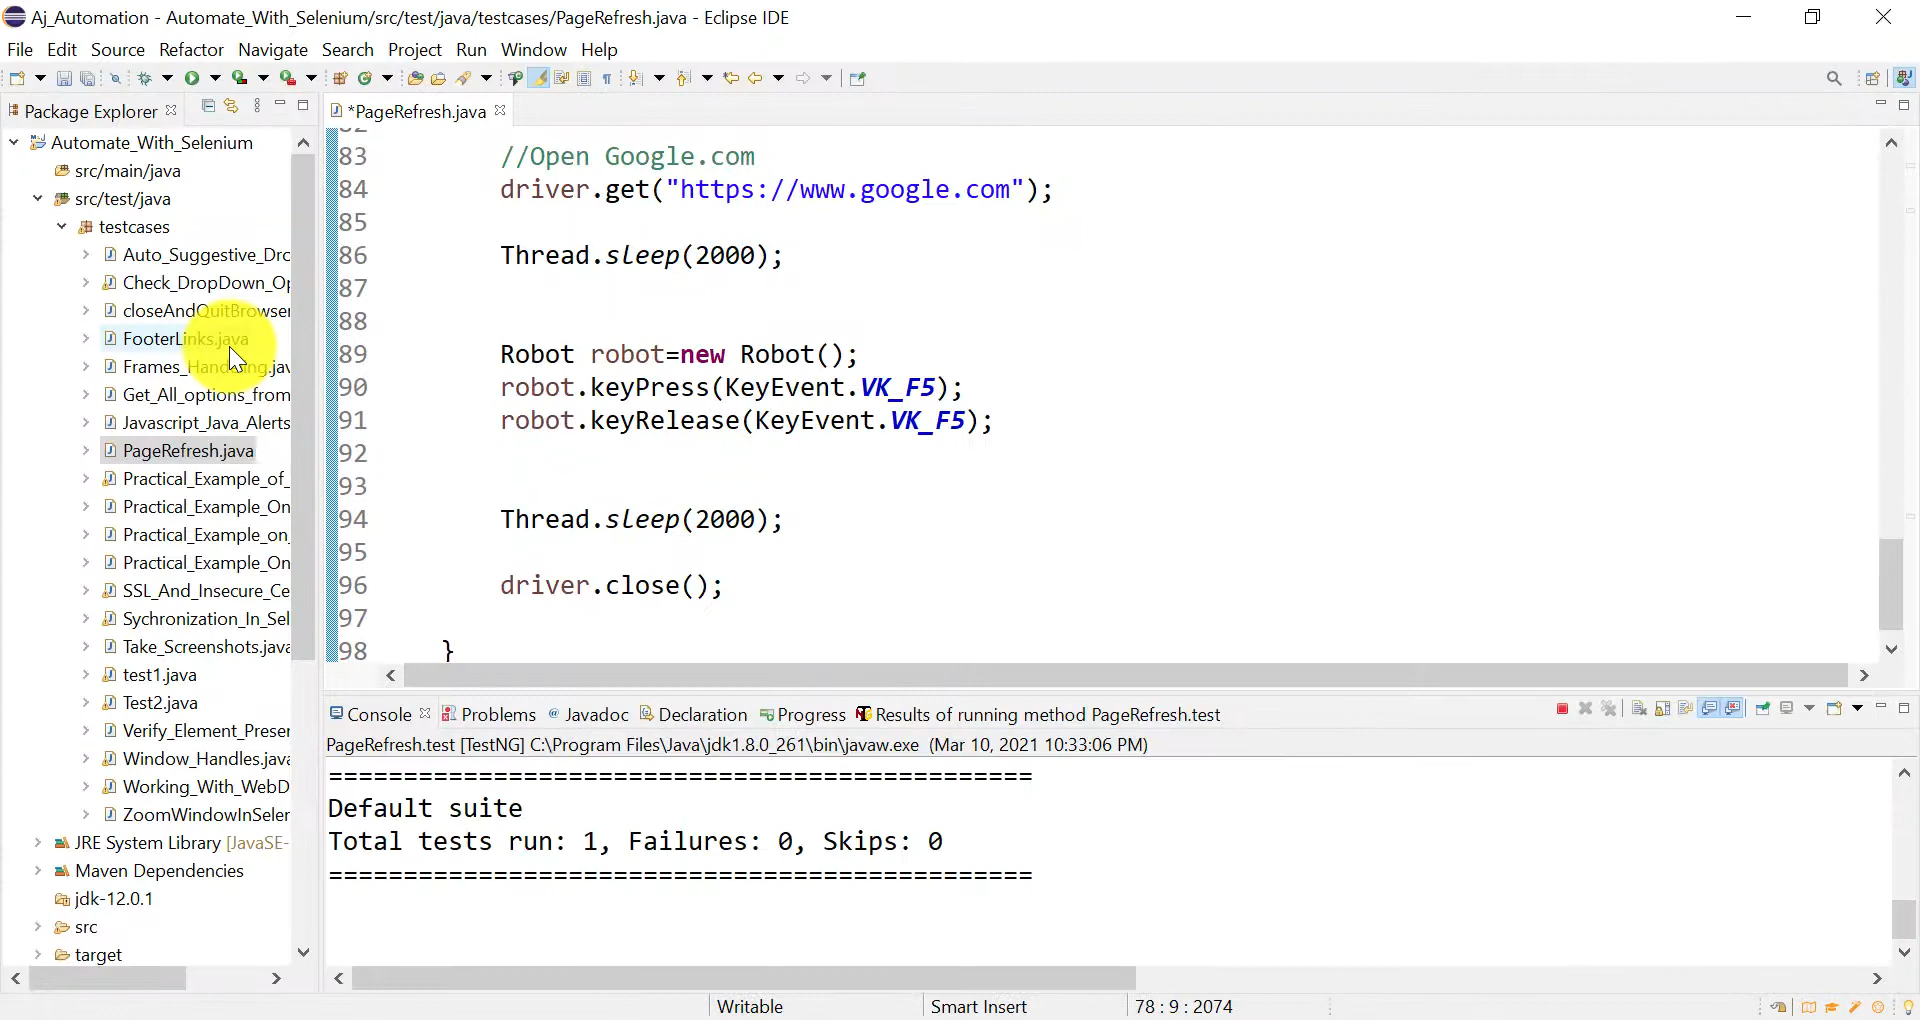 Aj_Automation - Automate_With_Selenium/src/test/java/testcases/PageRefresh.java - Eclipse IDE
File Edit Source Refactor Navigate Search Project Run Window Help
Package Explorer
*PageRefresh.java
Automate_With_Selenium
src/main/java
src/test/java
testcases
Auto_Suggestive_Drc
Check_DropDown_Op
closeAndQuitBrowser
FooterLinks.java
Frames_Handling.jav
Get_All_options_from
Javascript_Java_Alerts
PageRefresh.java
Practical_Example_of_
Practical_Example_On
Practical_Example_on_
Practical_Example_On
SSL_And_Insecure_Ce
Sychronization_In_Sel
Take_Screenshots.java
test1.java
Test2.java
Verify_Element_Preser
Window_Handles.java
Working_With_WebD
ZoomWindowInSeler
JRE System Library [JavaSE-
Maven Dependencies
jdk-12.0.1
src
target
83 //Open Google.com
84 driver.get("https://www.google.com");
85
86 Thread.sleep(2000);
87
88
89 Robot robot=new Robot();
90 robot.keyPress(KeyEvent.VK_F5);
91 robot.keyRelease(KeyEvent.VK_F5);
92
93
94 Thread.sleep(2000);
95
96 driver.close();
97
98 }
Console Problems Javadoc Declaration Progress Results of running method PageRefresh.test
PageRefresh.test [TestNG] C:\Program Files\Java\jdk1.8.0_261\bin\javaw.exe (Mar 10, 2021 10:33:06 PM)
===============================================
Default suite
Total tests run: 1, Failures: 0, Skips: 0
===============================================
Writable Smart Insert 78 : 9 : 2074